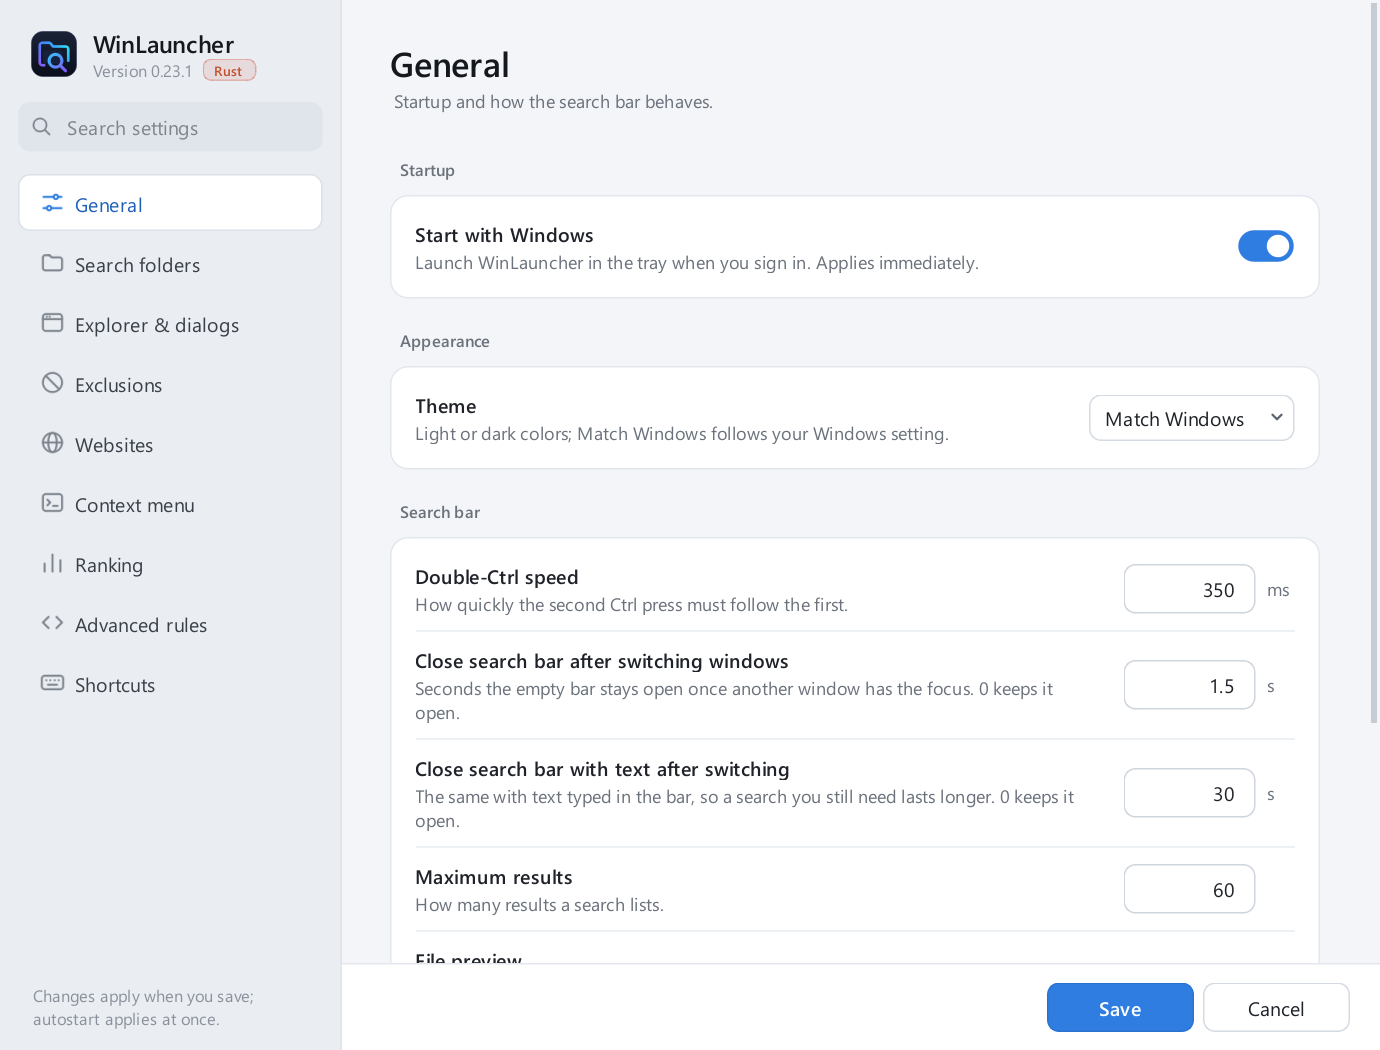 WinLauncher
Version 0.23.1 Rust
Search settings
General
Search folders
Explorer & dialogs
Exclusions
Websites
Context menu
Ranking
Advanced rules
Shortcuts
Changes apply when you save;
autostart applies at once.
General
Startup and how the search bar behaves.
Startup
Start with Windows
Launch WinLauncher in the tray when you sign in. Applies immediately.
Appearance
Theme
Light or dark colors; Match Windows follows your Windows setting.
Match Windows
Search bar
Double-Ctrl speed
How quickly the second Ctrl press must follow the first.
350 ms
Close search bar after switching windows
Seconds the empty bar stays open once another window has the focus. 0 keeps it
open.
1.5 s
Close search bar with text after switching
The same with text typed in the bar, so a search you still need lasts longer. 0 keeps it
open.
30 s
Maximum results
How many results a search lists.
60
File preview
Save
Cancel